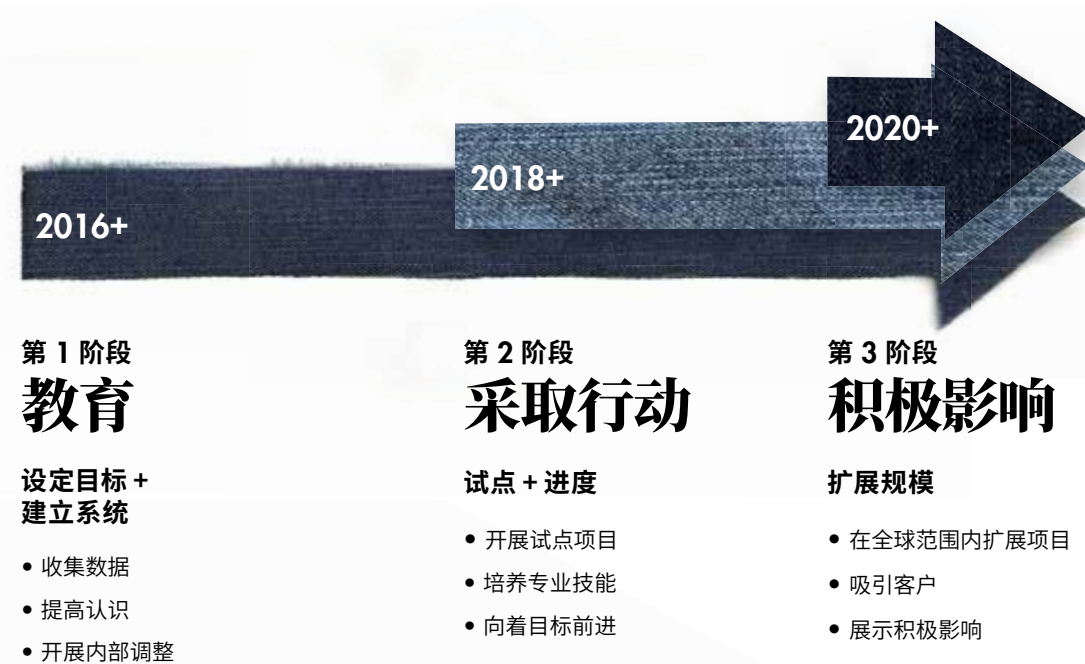 2016+
2018+
2020+
第 1 阶段
教育
设定目标 +
建立系统
• 收集数据
• 提高认识
• 开展内部调整
第 2 阶段
采取行动
试点 + 进度
• 开展试点项目
• 培养专业技能
• 向着目标前进
第 3 阶段
积极影响
扩展规模
• 在全球范围内扩展项目
• 吸引客户
• 展示积极影响